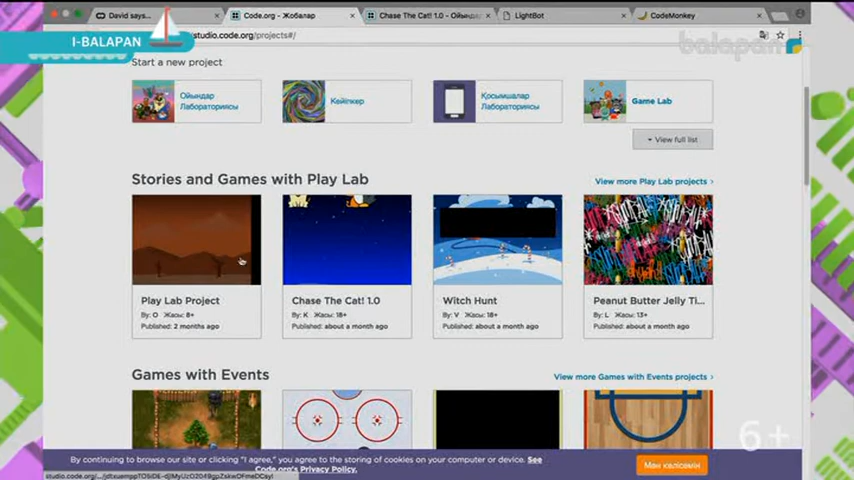 David says...
Code.org - Жобалар
Chase The Cat! 1.0 - Ойындар
LightBot
CodeMonkey
I-BALAPAN
studio.code.org/projects#/
balapan
Start a new project
Ойындар
Лабораториясы
Кейіпкер
Қосымшалар
Лабораториясы
Game Lab
View full list
Stories and Games with Play Lab
View more Play Lab projects
Play Lab Project
By: O Жасы: 8+
Published: 2 months ago
Chase The Cat! 1.0
By: K Жасы: 18+
Published: about a month ago
Witch Hunt
By: V Жасы: 18+
Published: about a month ago
Peanut Butter Jelly Ti...
By: L Жасы: 13+
Published: about a month ago
Games with Events
View more Games with Events projects
6+
By continuing to browse our site or clicking "I agree," you agree to the storing of cookies on your computer or device. See
Code.org's Privacy Policy.
Мен келісемін